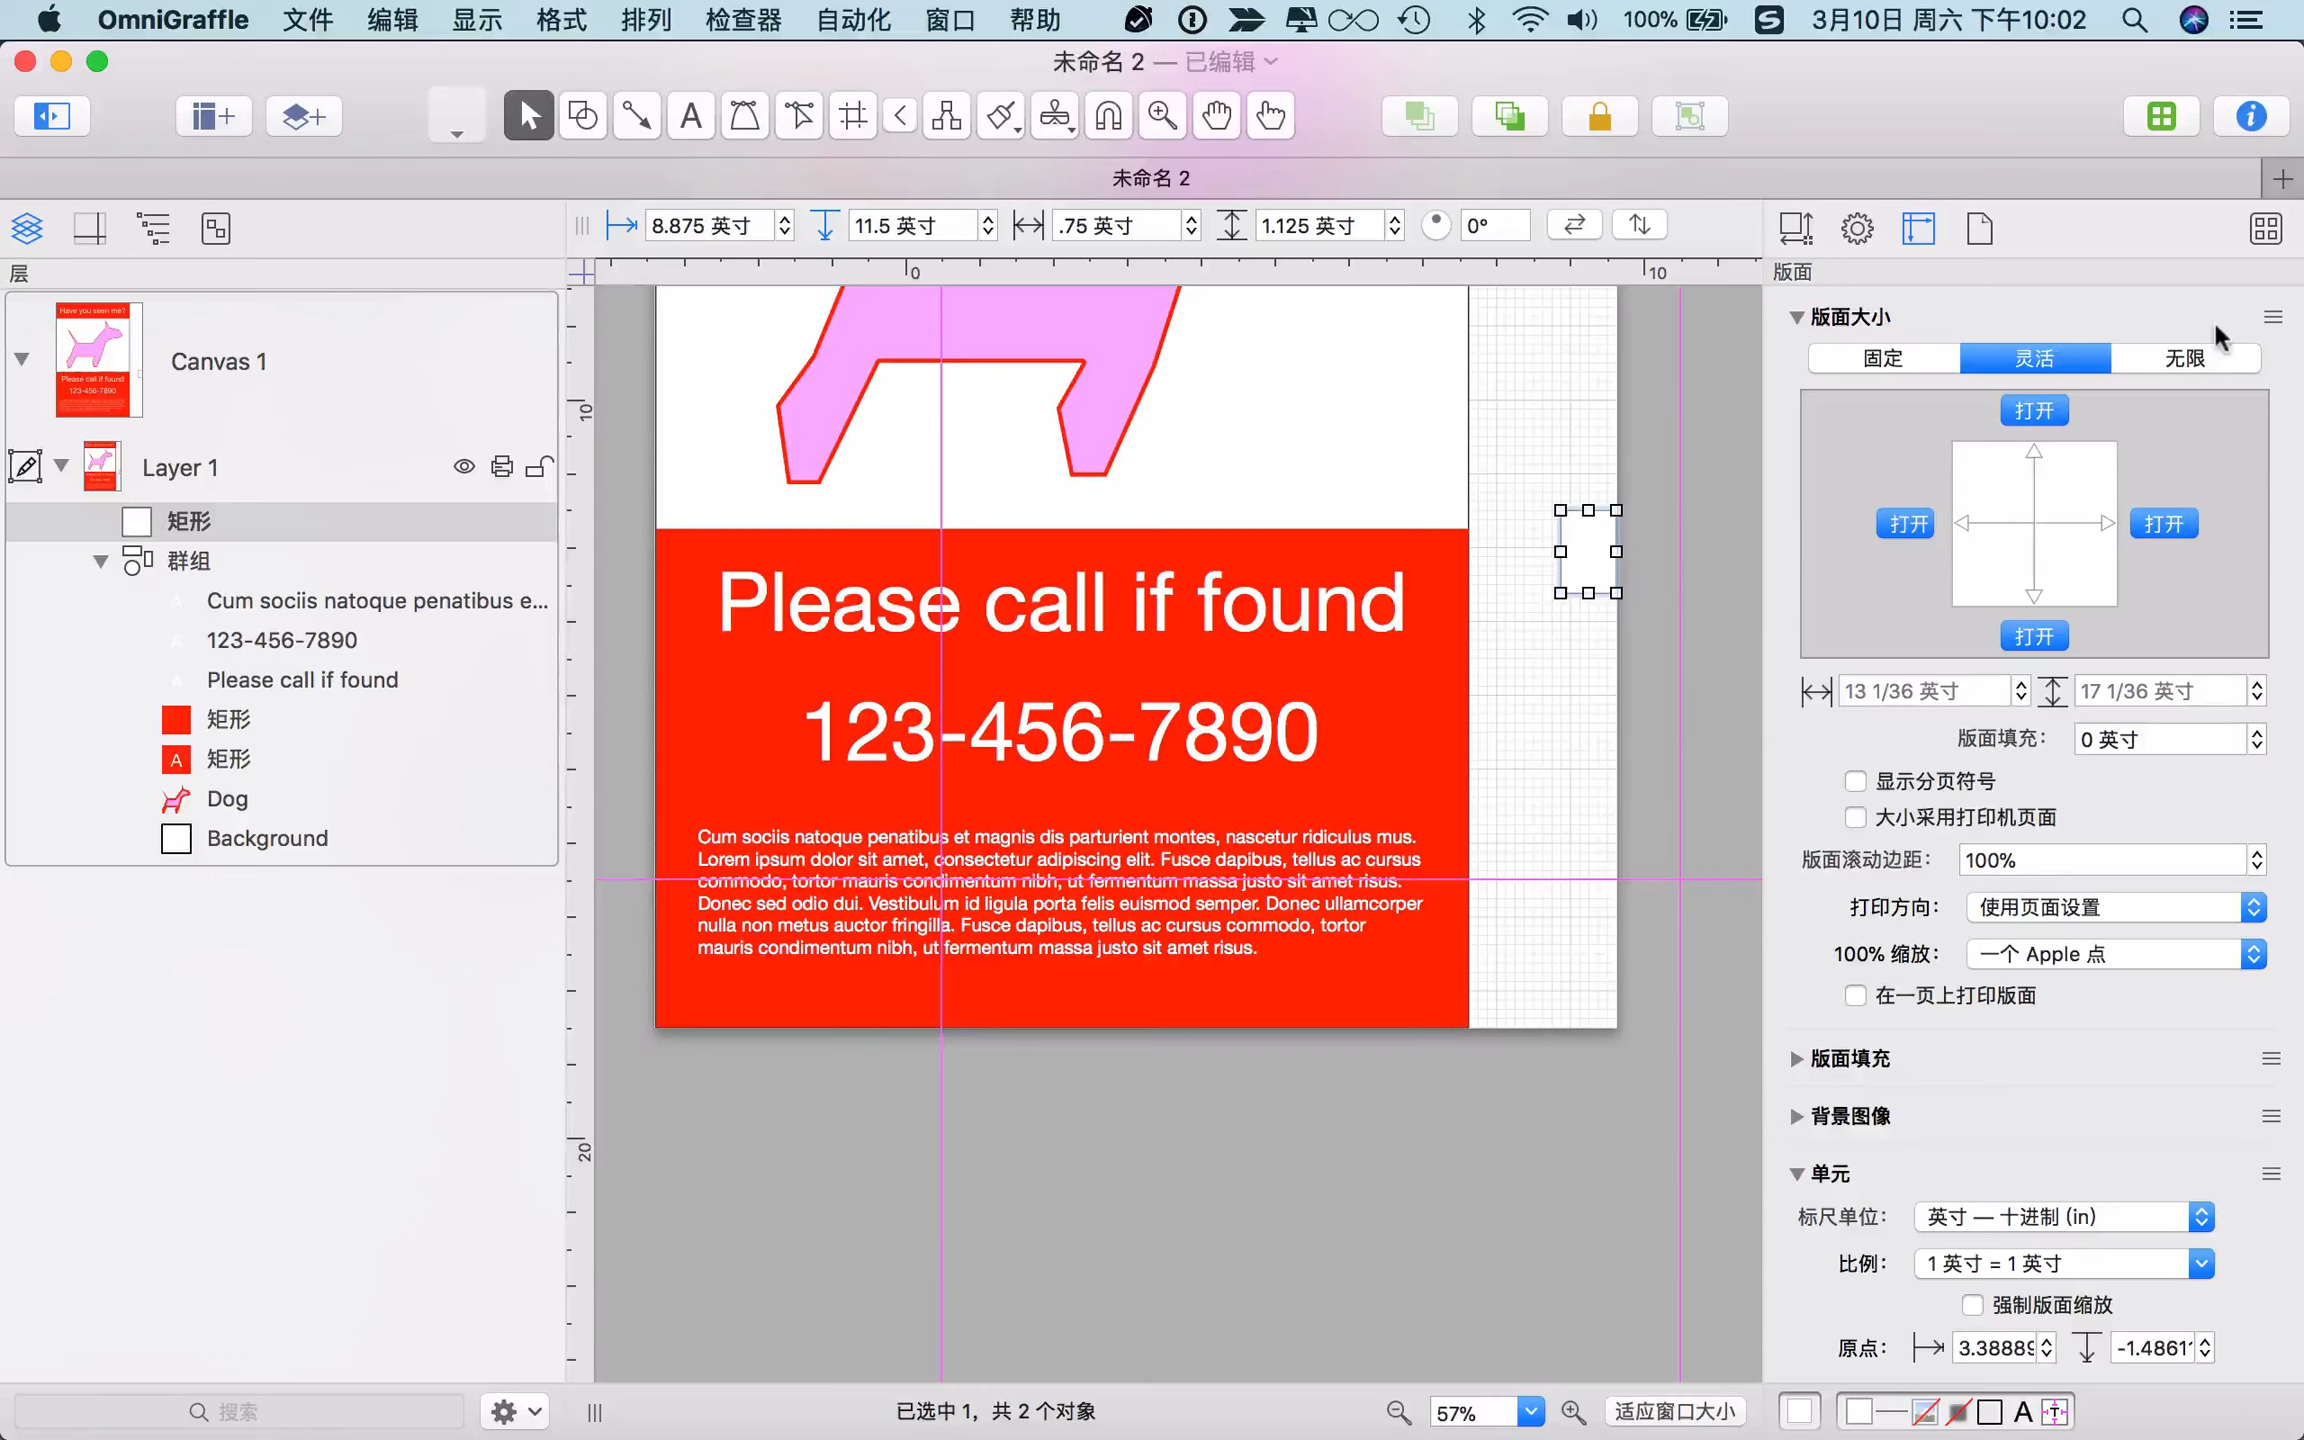 OmniGraffle 文件 编辑 显示 格式 排列 检查器 自动化 窗口 帮助 100% 3月10日 周六 下午10:02
未命名 2 — 已编辑
未命名 2
8.875 英寸 11.5 英寸 .75 英寸 1.125 英寸 0°
层
0 10
版面
Have you seen me?
Please call if found
123-456-7890
Canvas 1
Layer 1
矩形
群组
Cum sociis natoque penatibus e...
123-456-7890
Please call if found
矩形
A 矩形
Dog
Background
10
20
Please call if found
123-456-7890
Cum sociis natoque penatibus et magnis dis parturient montes, nascetur ridiculus mus.
Lorem ipsum dolor sit amet, consectetur adipiscing elit. Fusce dapibus, tellus ac cursus
commodo, tortor mauris condimentum nibh, ut fermentum massa justo sit amet risus.
Donec sed odio dui. Vestibulum id ligula porta felis euismod semper. Donec ullamcorper
nulla non metus auctor fringilla. Fusce dapibus, tellus ac cursus commodo, tortor
mauris condimentum nibh, ut fermentum massa justo sit amet risus.
版面大小
固定 灵活 无限
打开
打开 打开
打开
13 1/36 英寸 17 1/36 英寸
版面填充： 0 英寸
显示分页符号
大小采用打印机页面
版面滚动边距： 100%
打印方向： 使用页面设置
100% 缩放： 一个 Apple 点
在一页上打印版面
版面填充
背景图像
单元
标尺单位： 英寸 — 十进制 (in)
比例： 1 英寸 = 1 英寸
强制版面缩放
原点： 3.38889 -1.4861
搜索
已选中 1，共 2 个对象
57%
适应窗口大小
A T